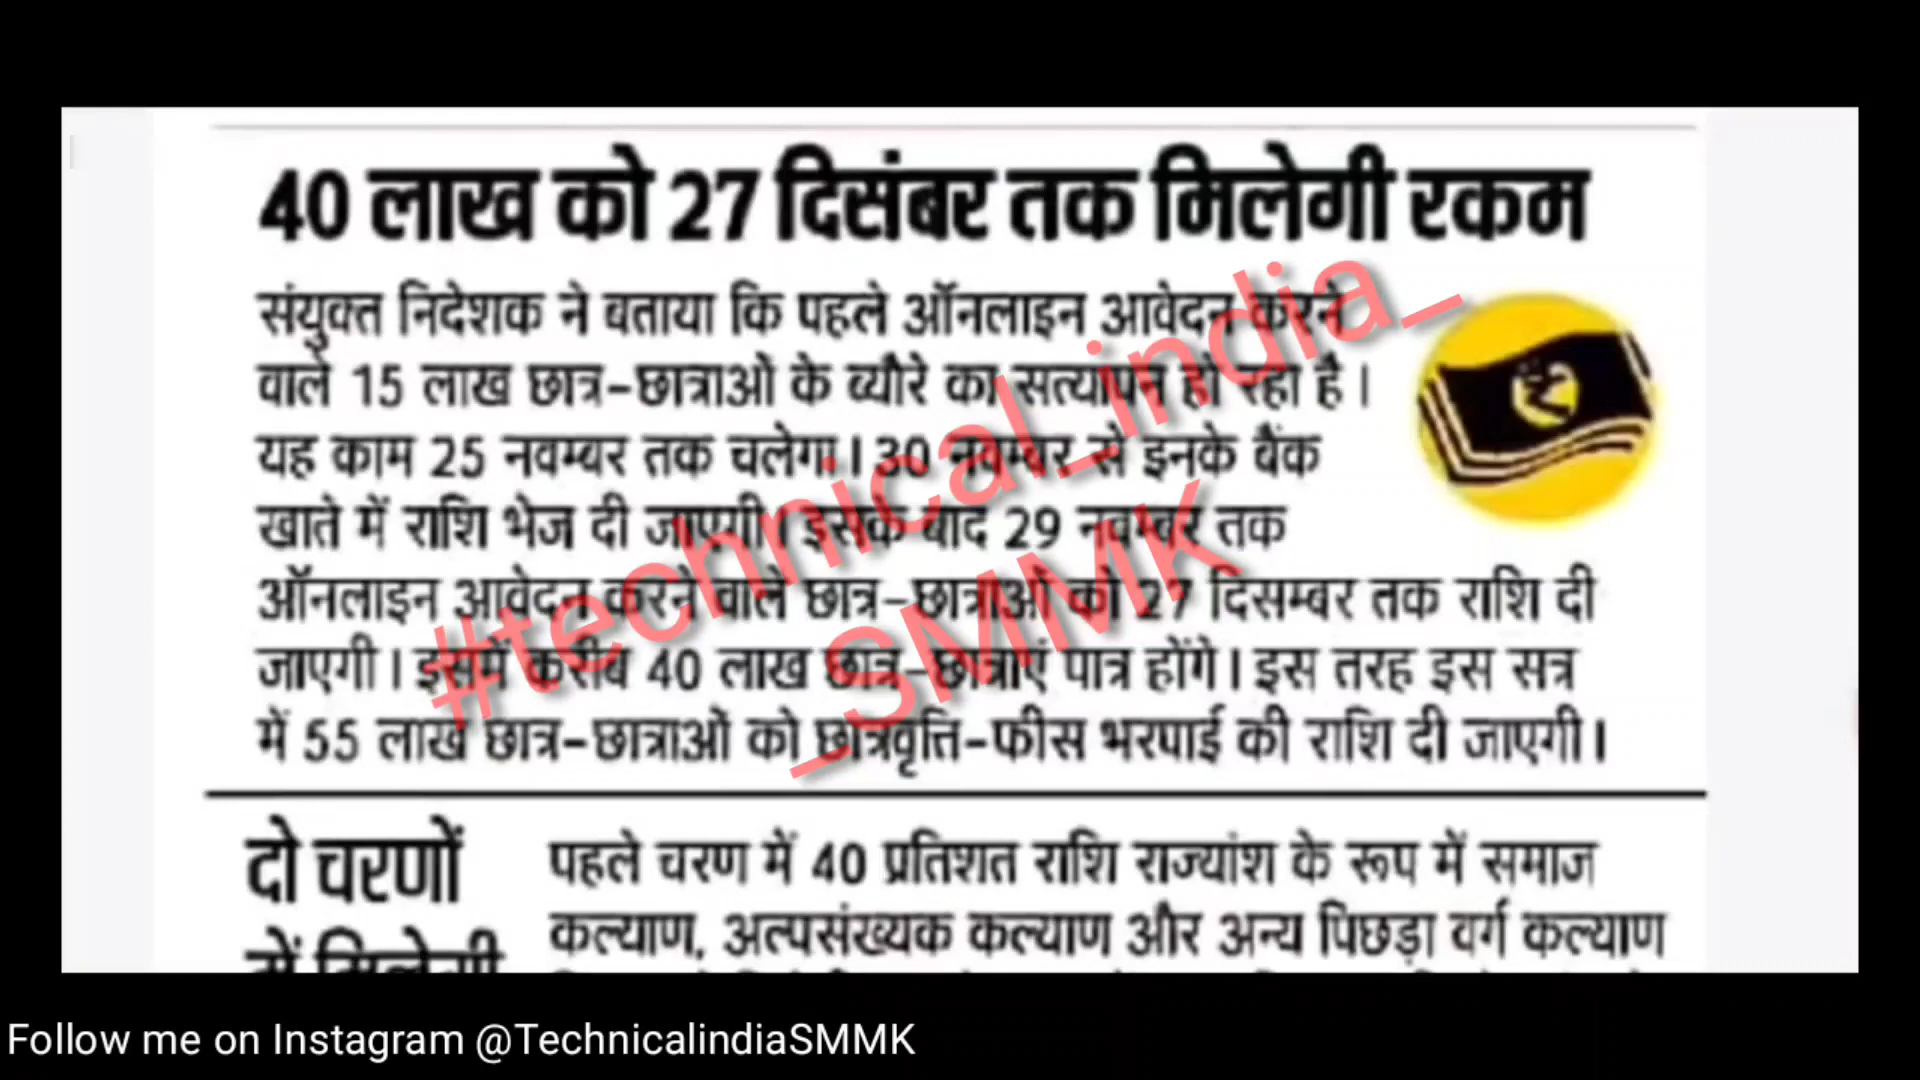 40 लाख को 27 दिसंबर तक मिलेगी रकम
संयुक्त निदेशक ने बताया कि पहले ऑनलाइन आवेदन करने
वाले 15 लाख छात्र-छात्राओं के ब्यौरे का सत्यापन हो रहा है।
यह काम 25 नवम्बर तक चलेगा। 30 नवम्बर से इनके बैंक
खाते में राशि भेज दी जाएगी। इसके बाद 29 नवम्बर तक
ऑनलाइन आवेदन करने वाले छात्र-छात्राओं को 27 दिसम्बर तक राशि दी
जाएगी। इसमें करीब 40 लाख छात्र-छात्राएं पात्र होंगे। इस तरह इस सत्र
में 55 लाख छात्र-छात्राओं को छात्रवृत्ति-फीस भरपाई की राशि दी जाएगी।
#technical_india_
_SMMK
दो चरणों
में मिलेगी
पहले चरण में 40 प्रतिशत राशि राज्यांश के रूप में समाज
कल्याण, अल्पसंख्यक कल्याण और अन्य पिछड़ा वर्ग कल्याण
Follow me on Instagram @TechnicalindiaSMMK